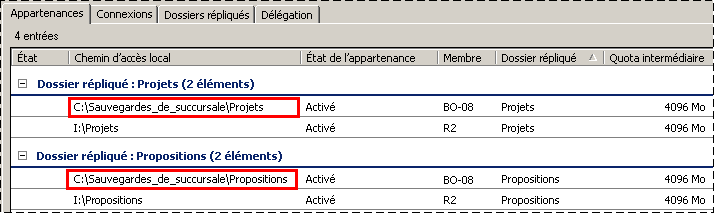 Appartenances Connexions Dossiers répliqués Délégation
4 entrées
État Chemin d'accès local État de l'appartenance Membre Dossier répliqué Quota intermédiaire
Dossier répliqué : Projets (2 éléments)
C:\Sauvegardes_de_succursale\Projets Activé BO-08 Projets 4096 Mo
I:\Projets Activé R2 Projets 4096 Mo
Dossier répliqué : Propositions (2 éléments)
C:\Sauvegardes_de_succursale\Propositions Activé BO-08 Propositions 4096 Mo
I:\Propositions Activé R2 Propositions 4096 Mo